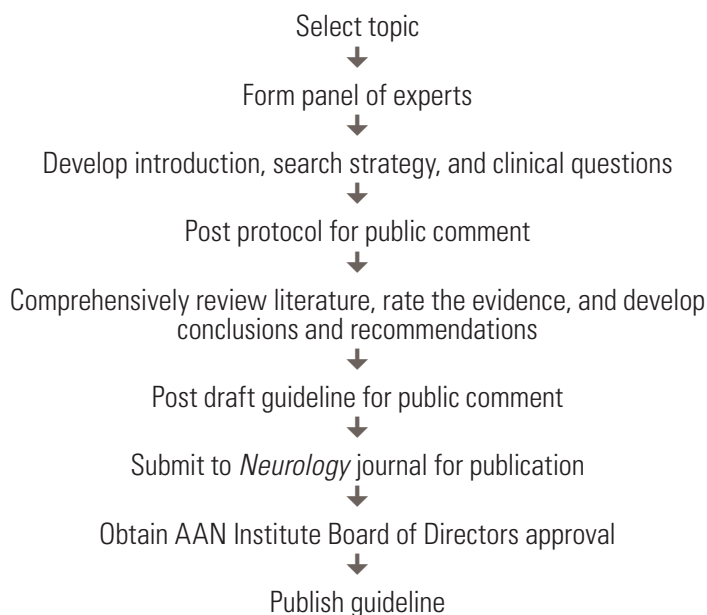 Select topic
Form panel of experts
Develop introduction, search strategy, and clinical questions
Post protocol for public comment
Comprehensively review literature, rate the evidence, and develop
conclusions and recommendations
Post draft guideline for public comment
Submit to Neurology journal for publication
Obtain AAN Institute Board of Directors approval
Publish guideline